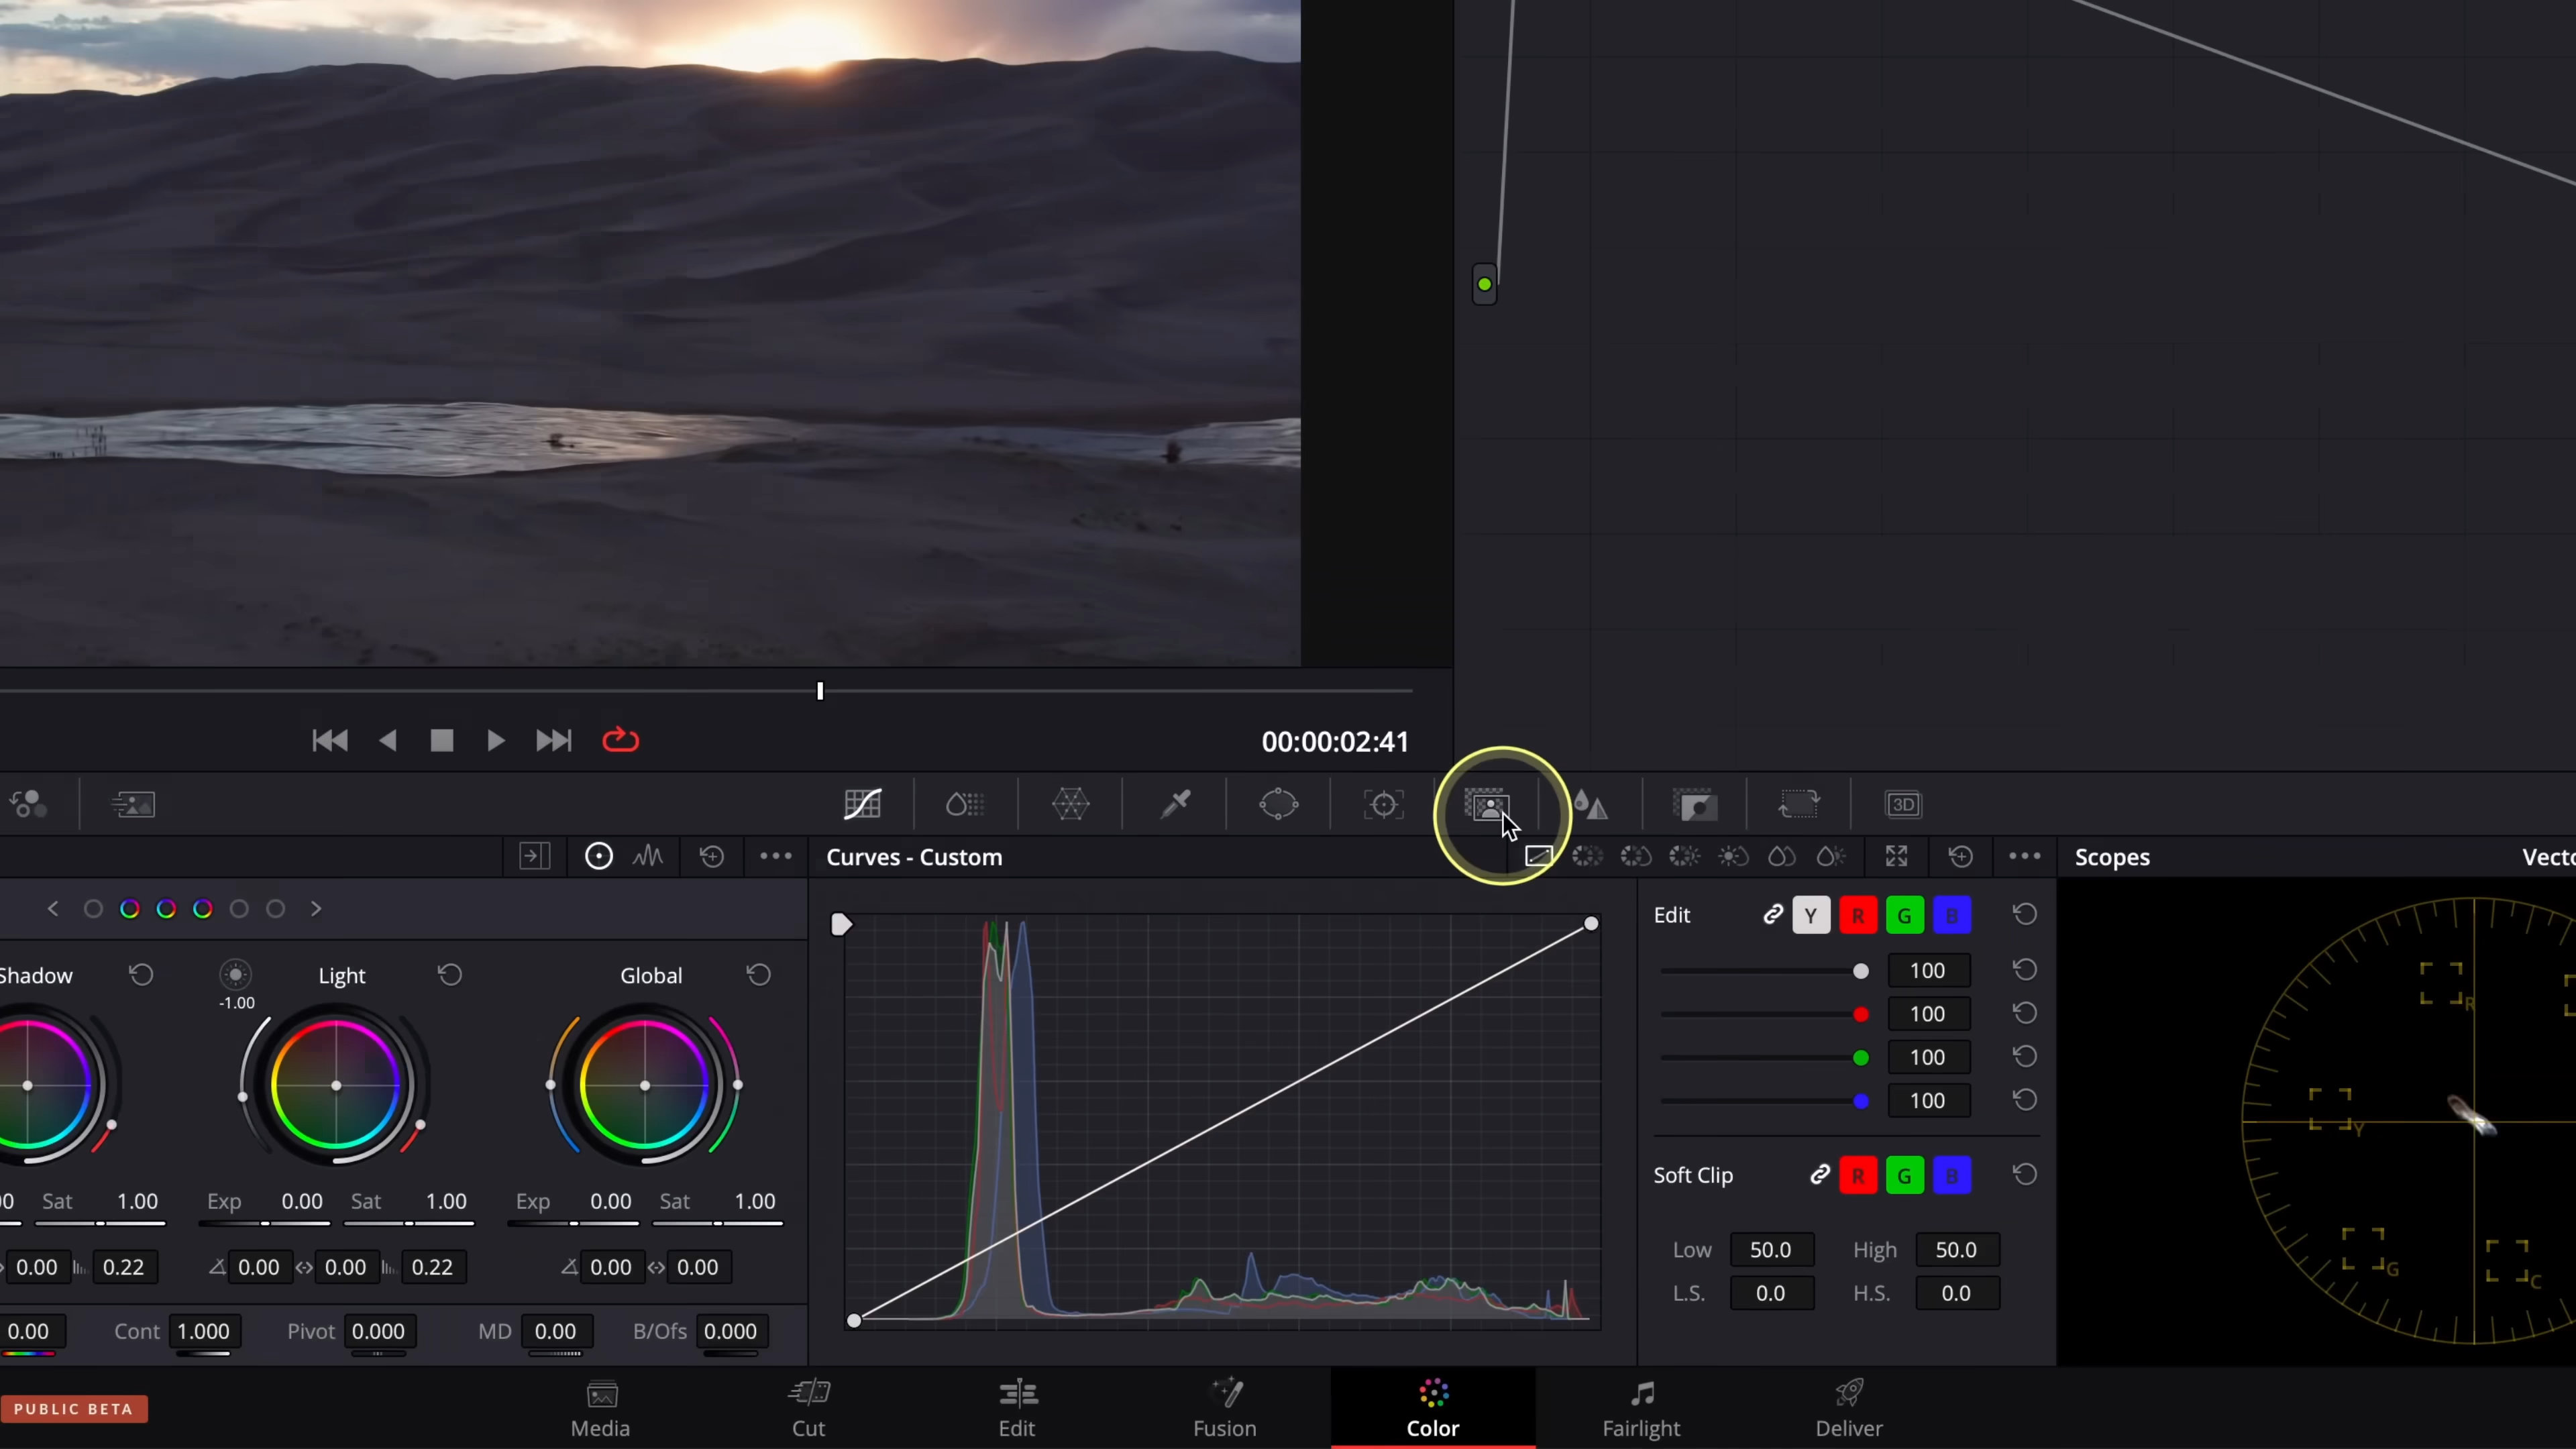 00:00:02:41
3D
Curves - Custom
Scopes
Vecto
Edit
Y
R
G
B
100
100
100
100
Shadow
-1.00
Light
Global
Soft Clip
R
G
B
00 Sat 1.00
Exp 0.00 Sat 1.00
Exp 0.00 Sat 1.00
Low 50.0 High 50.0
0.00 0.22
0.00 0.00 0.22
0.00 0.00
L.S. 0.0 H.S. 0.0
0.00 Cont 1.000 Pivot 0.000 MD 0.00 B/Ofs 0.000
R
Y
G
C
PUBLIC BETA
Media
Cut
Edit
Fusion
Color
Fairlight
Deliver